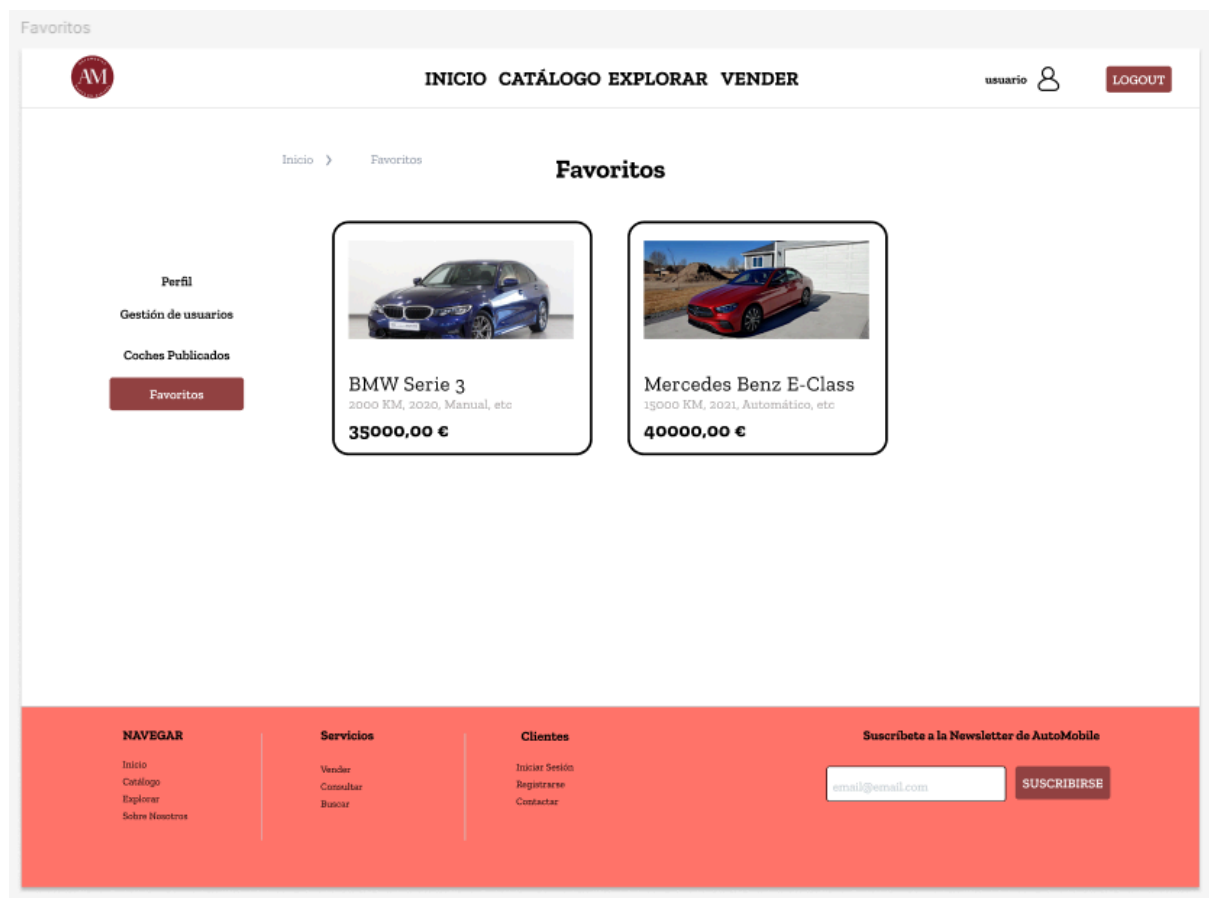 Favoritos
AM
INICIO CATÁLOGO EXPLORAR VENDER
usuario
LOGOUT
Inicio ❯ Favoritos
Favoritos
Perfil
Gestión de usuarios
Coches Publicados
Favoritos
BMW Serie 3
2000 KM, 2020, Manual, etc
35000,00 €
Mercedes Benz E-Class
15000 KM, 2021, Automático, etc
40000,00 €
NAVEGAR
Inicio
Catálogo
Explorar
Sobre Nosotros
Servicios
Vender
Consultar
Buscar
Clientes
Iniciar Sesión
Registrarse
Contactar
Suscríbete a la Newsletter de AutoMobile
email@email.com
SUSCRIBIRSE